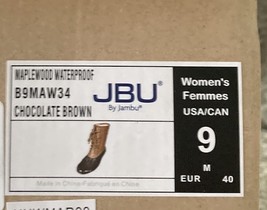 MAPLEWOOD WATERPROOF
B9MAW34
CHOCOLATE BROWN
JBU®
By Jambu®
Made in China-Fabriqué en Chine
Women's
Femmes
USA/CAN
9
M
EUR 40